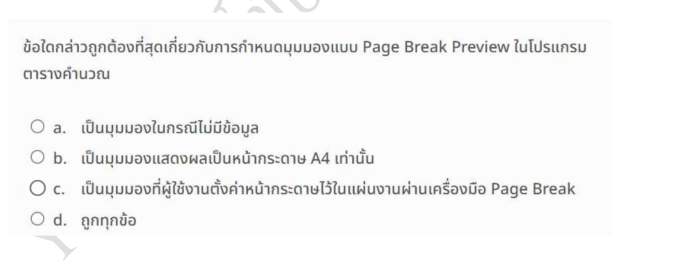 ข้อใดกล่าวถูกต้องที่สุดเกี่ยวกับการกำหนดมุมมองแบบ Page Break Preview ในโปรแกรม
ตารางคำนวณ
a. เป็นมุมมองในกรณีไม่มีข้อมูล
b. เป็นมุมมองแสดงผลเป็นหน้ากระดาษ A4 เท่านั้น
c. เป็นมุมมองที่ผู้ใช้งานตั้งค่าหน้ากระดาษไว้ในแผ่นงานผ่านเครื่องมือ Page Break
d. ถูกทุกข้อ